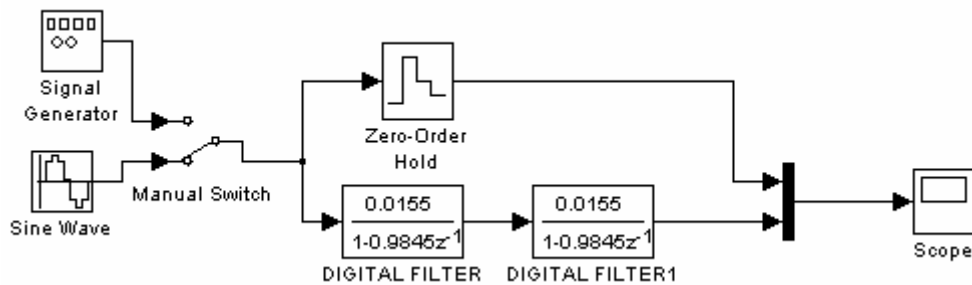 Signal
Generator
Zero-Order
Hold
Manual Switch
Sine Wave
0.0155
1-0.9845z⁻¹
DIGITAL FILTER
0.0155
1-0.9845z⁻¹
DIGITAL FILTER1
Scope